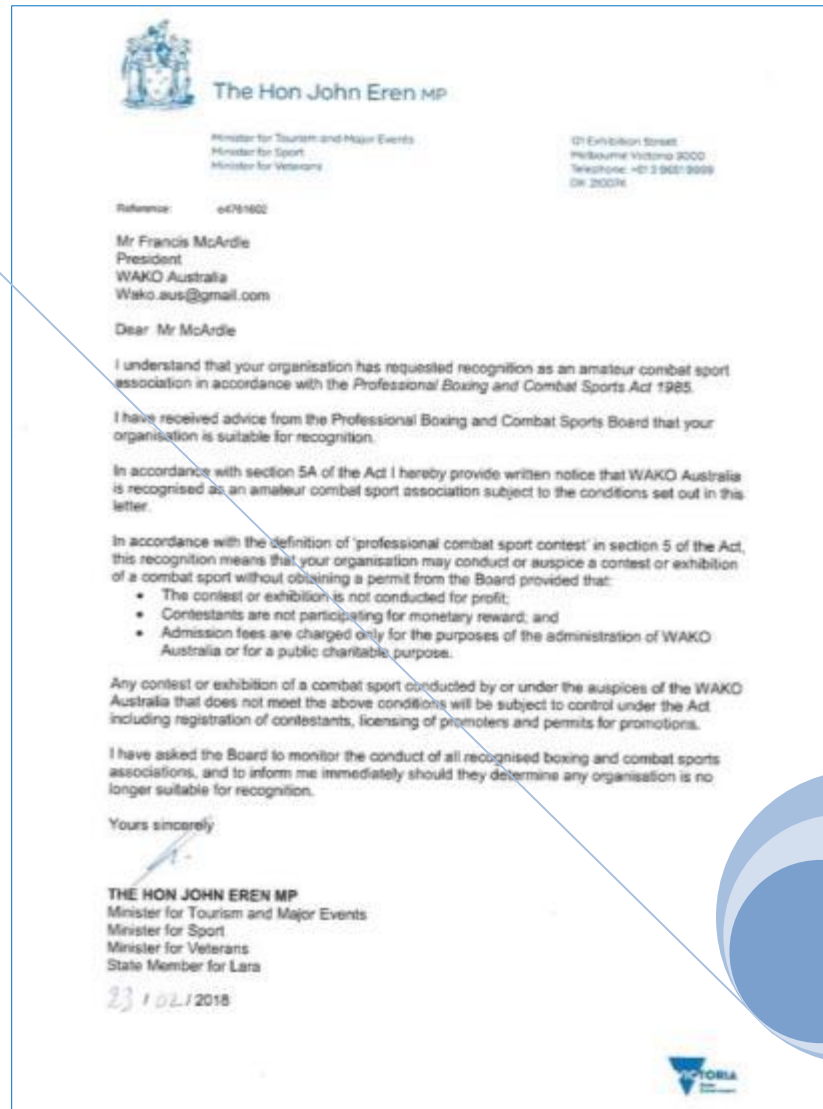 The Hon John Eren MP
Minister for Tourism and Major Events
Minister for Sport
Minister for Veterans
121 Exhibition Street
Melbourne Victoria 3000
Telephone: +61 3 9651 9999
DX 210074
Reference: e4761602
Mr Francis McArdle
President
WAKO Australia
Wako.aus@gmail.com
Dear Mr McArdle
I understand that your organisation has requested recognition as an amateur combat sport
association in accordance with the Professional Boxing and Combat Sports Act 1985.
I have received advice from the Professional Boxing and Combat Sports Board that your
organisation is suitable for recognition.
In accordance with section 5A of the Act I hereby provide written notice that WAKO Australia
is recognised as an amateur combat sport association subject to the conditions set out in this
letter.
In accordance with the definition of 'professional combat sport contest' in section 5 of the Act,
this recognition means that your organisation may conduct or auspice a contest or exhibition
of a combat sport without obtaining a permit from the Board provided that:
• The contest or exhibition is not conducted for profit;
• Contestants are not participating for monetary reward; and
• Admission fees are charged only for the purposes of the administration of WAKO
Australia or for a public charitable purpose.
Any contest or exhibition of a combat sport conducted by or under the auspices of the WAKO
Australia that does not meet the above conditions will be subject to control under the Act
including registration of contestants, licensing of promoters and permits for promotions.
I have asked the Board to monitor the conduct of all recognised boxing and combat sports
associations, and to inform me immediately should they determine any organisation is no
longer suitable for recognition.
Yours sincerely
THE HON JOHN EREN MP
Minister for Tourism and Major Events
Minister for Sport
Minister for Veterans
State Member for Lara
23 / 02 / 2018
VICTORIA
State
Government